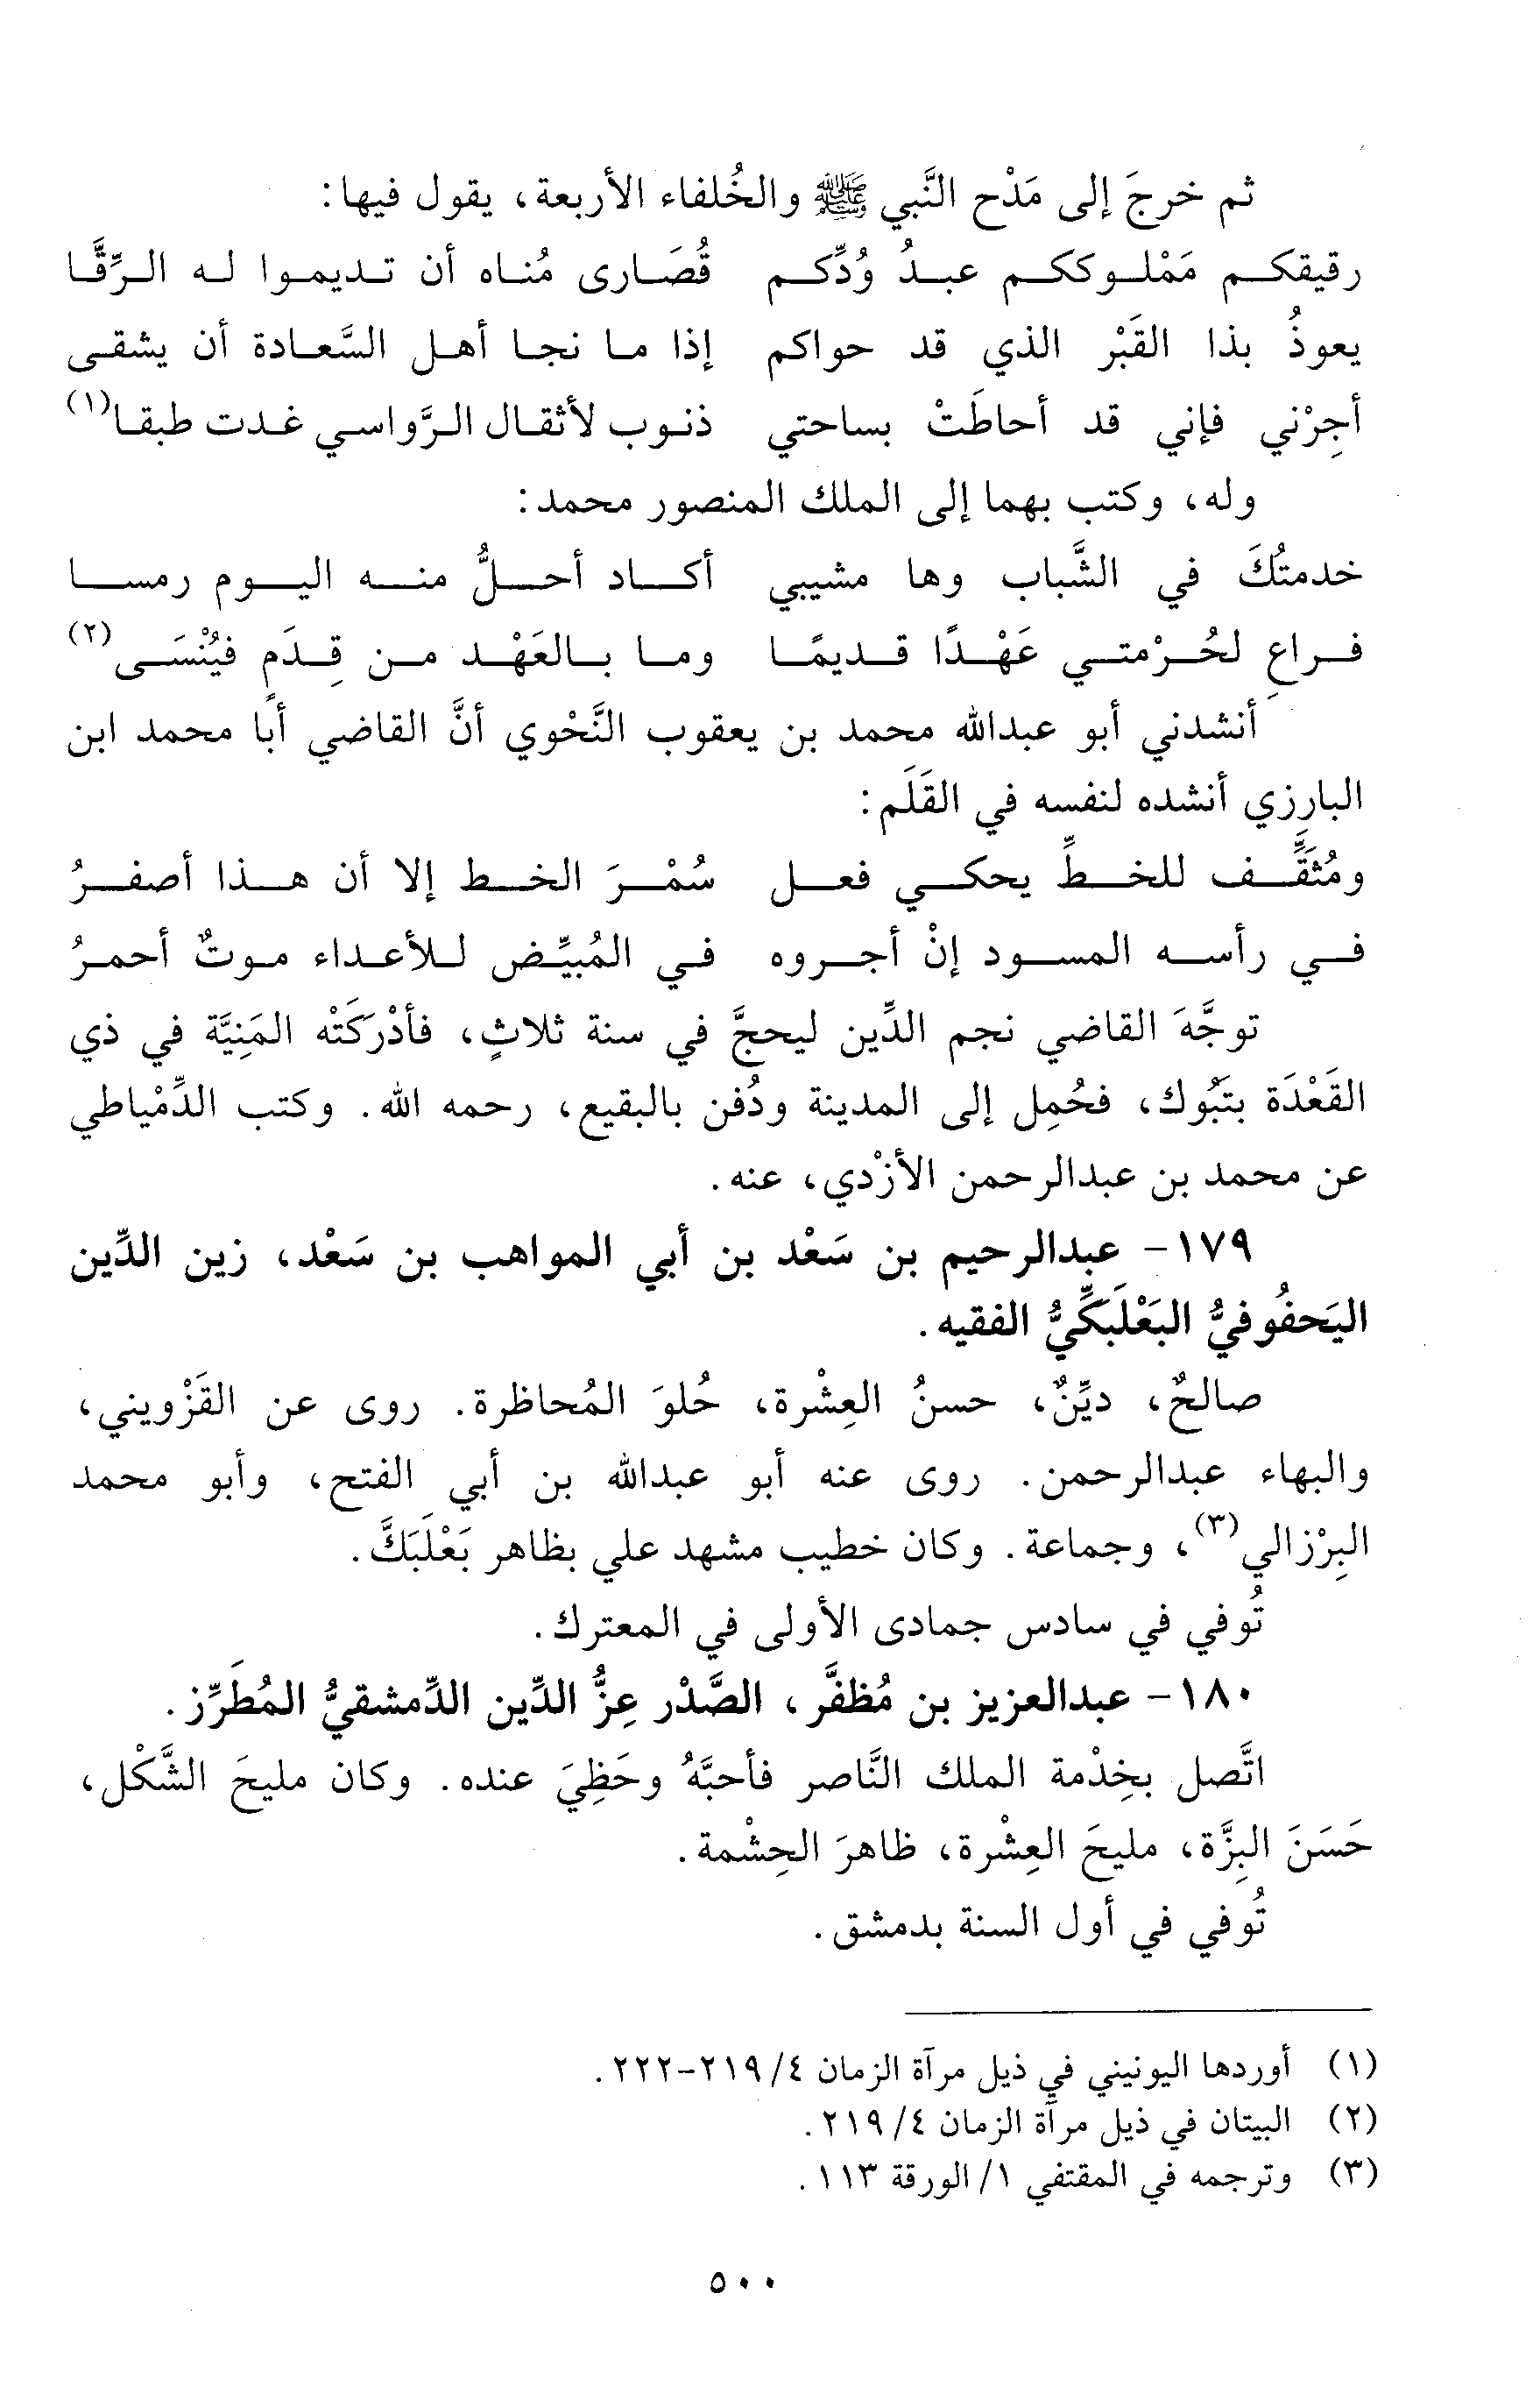 ثم خرجَ إلى مَدْح النَّبي ﷺ والخُلفاء الأربعة، يقول فيها:
رقيقكم مَمْلوككم عبدُ وُدِّكم قُصَارى مُناه أن تديموا له الرِّقَّا
يعوذُ بذا القَبْر الذي قد حواكم إذا ما نجا أهل السَّعادة أن يشقى
أجِرْني فإني قد أحاطَتْ بساحتي ذنوب لأثقال الرَّواسي غدت طبقا(١)
وله، وكتب بهما إلى الملك المنصور محمد:
خدمتُكَ في الشَّباب وها مشيبي أكاد أحلُّ منه اليوم رمسا
فراعِ لحُرْمتي عَهْدًا قديمًا وما بالعَهْد من قِدَم فيُنْسَى(٢)
أنشدني أبو عبدالله محمد بن يعقوب النَّحْوي أنَّ القاضي أبا محمد ابن
البارزي أنشده لنفسه في القَلَم:
ومُثَقَّف للخطِّ يحكي فعل سُمْرَ الخط إلا أن هذا أصفرُ
في رأسه المسود إنْ أجروه في المُبيِّض للأعداء موتٌ أحمرُ
توجَّهَ القاضي نجم الدِّين ليحجَّ في سنة ثلاثٍ، فأدْرَكَتْه المَنِيَّة في ذي
القَعْدَة بتَبُوك، فحُمِل إلى المدينة ودُفن بالبقيع، رحمه الله. وكتب الدِّمْياطي
عن محمد بن عبدالرحمن الأزْدي، عنه.
١٧٩- عبدالرحيم بن سَعْد بن أبي المواهب بن سَعْد، زين الدِّين
اليَحفُوفيُّ البَعْلَبَكِّيُّ الفقيه.
صالحٌ، ديِّنٌ، حسنُ العِشْرة، حُلوَ المُحاظرة. روى عن القَزْويني،
والبهاء عبدالرحمن. روى عنه أبو عبدالله بن أبي الفتح، وأبو محمد
البِرْزالي(٣)، وجماعة. وكان خطيب مشهد علي بظاهر بَعْلَبَكَّ.
تُوفي في سادس جمادى الأولى في المعترك.
١٨٠- عبدالعزيز بن مُظفَّر، الصَّدْر عِزُّ الدِّين الدِّمشقيُّ المُطَرِّز.
اتَّصل بخِدْمة الملك النَّاصر فأحبَّهُ وحَظِيَ عنده. وكان مليحَ الشَّكْل،
حَسَنَ البِزَّة، مليحَ العِشْرة، ظاهرَ الحِشْمة.
تُوفي في أول السنة بدمشق.
(١) أوردها اليونيني في ذيل مرآة الزمان ٤/ ٢١٩-٢٢٢.
(٢) البيتان في ذيل مرآة الزمان ٤/ ٢١٩.
(٣) وترجمه في المقتفي ١/ الورقة ١١٣.
٥٠٠